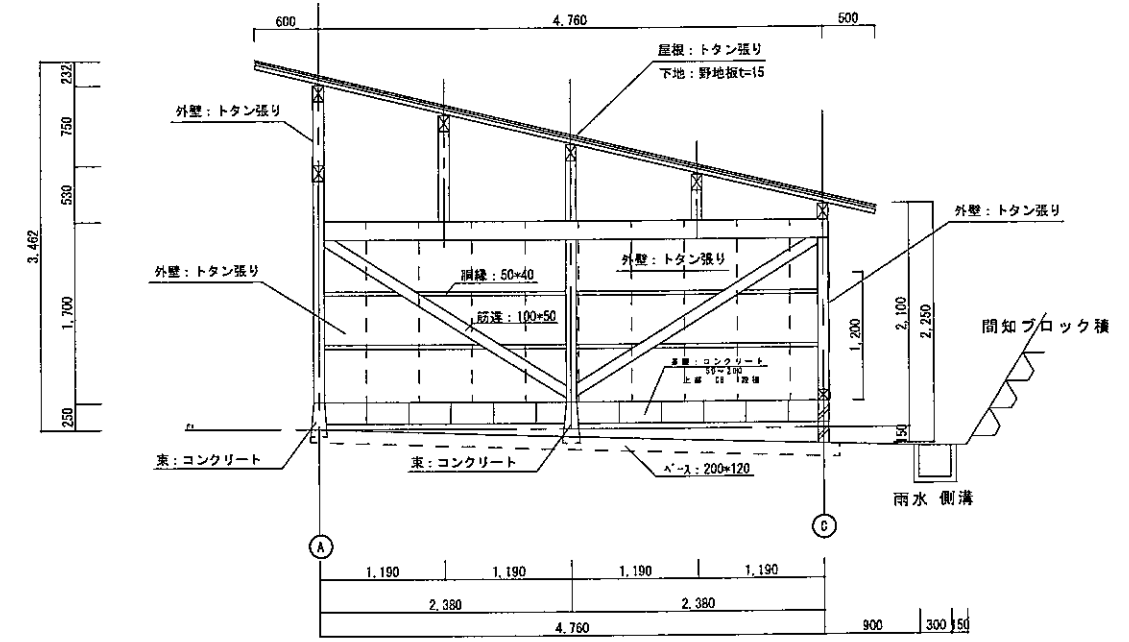 600
4.760
500
屋根：トタン張り
下地：野地板t=15
232
外壁：トタン張り
750
530
3,462
外壁：トタン張り
外壁：トタン張り
外壁：トタン張り
胴縁：50*40
筋違：100*50
1,700
1,200
2,100
2,250
間知ブロック積
コンクリート
250
150
束：コンクリート
束：コンクリート
ベース：200*120
雨水 側溝
A
C
1,190
1,190
1,190
1,190
2,380
2,380
4.760
900
300
150